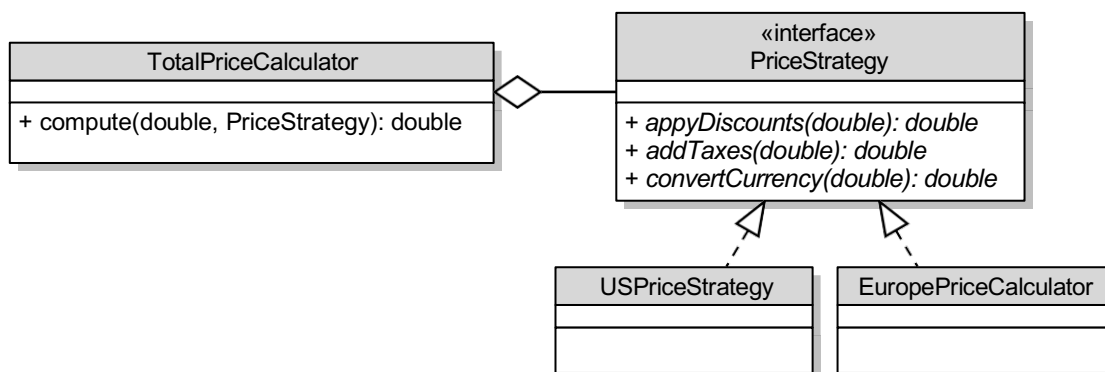 TotalPriceCalculator
+ compute(double, PriceStrategy): double
«interface»
PriceStrategy
+ appyDiscounts(double): double
+ addTaxes(double): double
+ convertCurrency(double): double
USPriceStrategy
EuropePriceCalculator